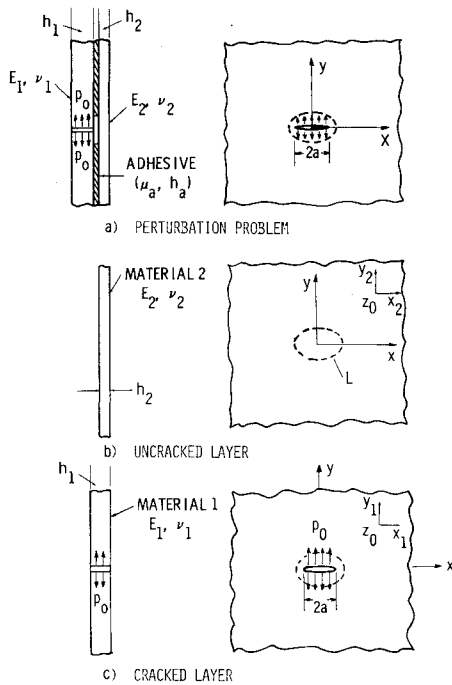 h₁ h₂
E₁, ν₁
p₀
p₀
E₂, ν₂
ADHESIVE
(μₐ, hₐ)
y
x
2a
a) PERTURBATION PROBLEM
MATERIAL 2
E₂, ν₂
h₂
y
x
L
y₂
z₀ x₂
b) UNCRACKED LAYER
h₁
MATERIAL 1
E₁, ν₁
p₀
y
p₀
x
2a
y₁
z₀ x₁
c) CRACKED LAYER